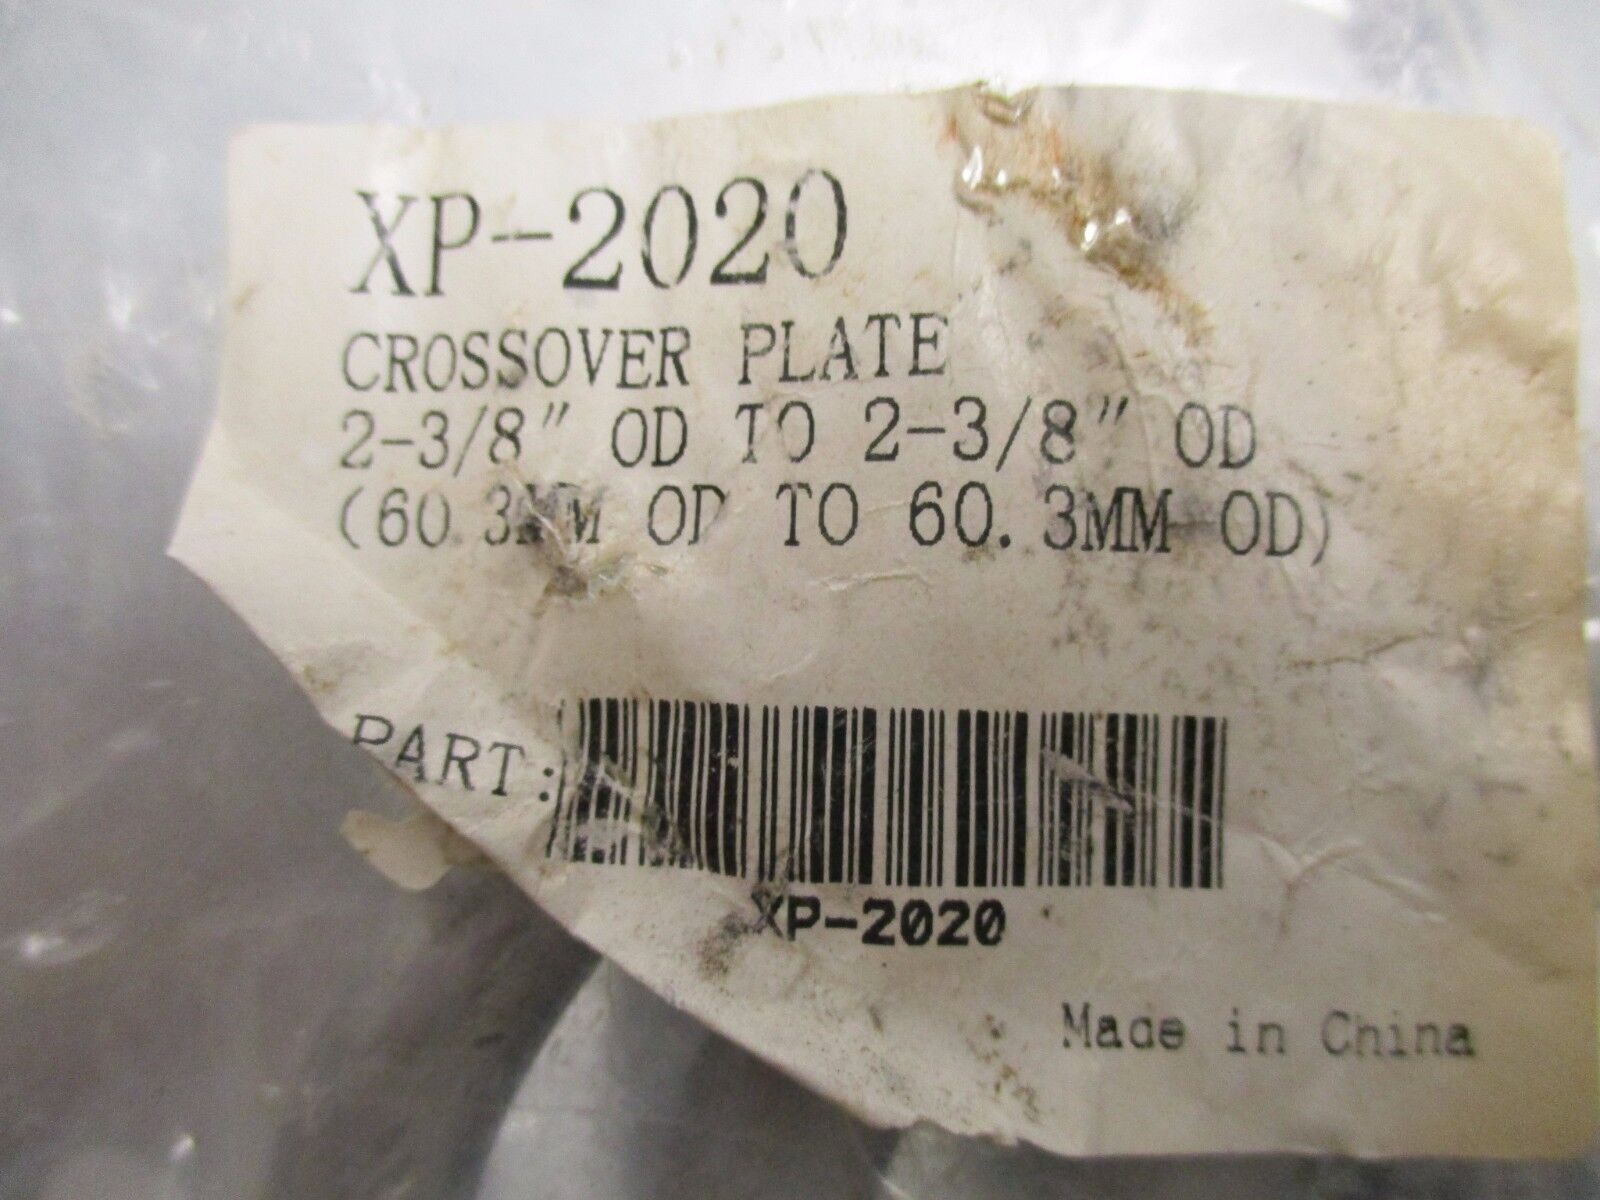 XP-2020
CROSSOVER PLATE
2-3/8" OD TO 2-3/8" OD
(60.3MM OD TO 60.3MM OD)
PART:
XP-2020
Made in China